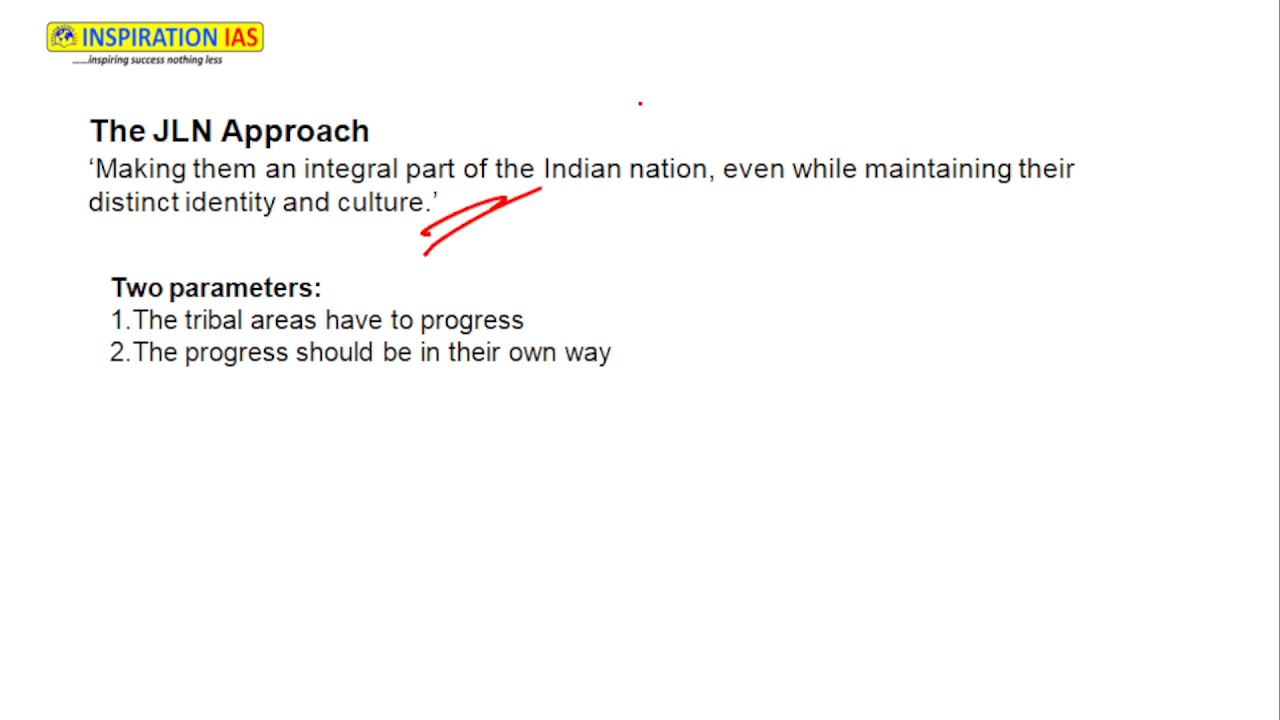 INSPIRATION IAS
......inspiring success nothing less
The JLN Approach
‘Making them an integral part of the Indian nation, even while maintaining their
distinct identity and culture.’
Two parameters:
1.The tribal areas have to progress
2.The progress should be in their own way